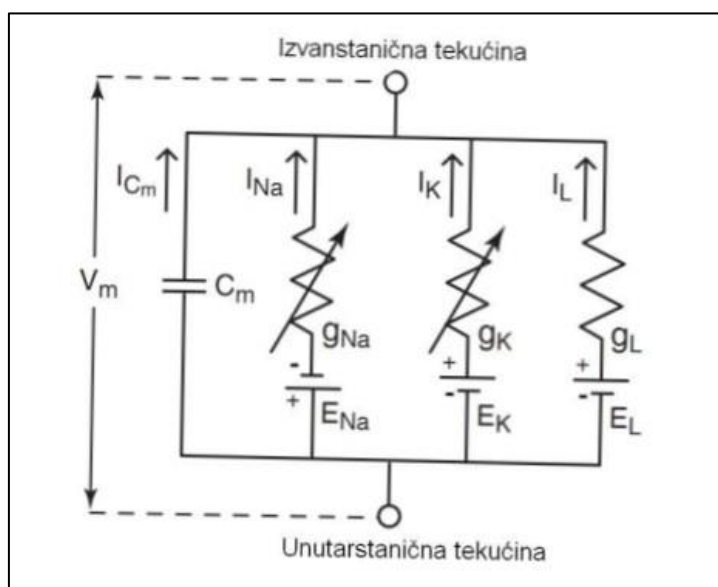 Izvanstanična tekućina
I_Cm I_Na I_K I_L
V_m C_m
g_Na g_K g_L
- + +
+ E_Na - E_K - E_L
Unutarstanična tekućina